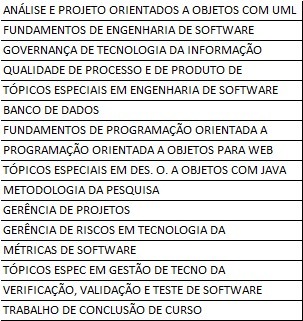 ANÁLISE E PROJETO ORIENTADOS A OBJETOS COM UML
FUNDAMENTOS DE ENGENHARIA DE SOFTWARE
GOVERNANÇA DE TECNOLOGIA DA INFORMAÇÃO
QUALIDADE DE PROCESSO E DE PRODUTO DE
TÓPICOS ESPECIAIS EM ENGENHARIA DE SOFTWARE
BANCO DE DADOS
FUNDAMENTOS DE PROGRAMAÇÃO ORIENTADA A
PROGRAMAÇÃO ORIENTADA A OBJETOS PARA WEB
TÓPICOS ESPECIAIS EM DES. O. A OBJETOS COM JAVA
METODOLOGIA DA PESQUISA
GERÊNCIA DE PROJETOS
GERÊNCIA DE RISCOS EM TECNOLOGIA DA
MÉTRICAS DE SOFTWARE
TÓPICOS ESPEC EM GESTÃO DE TECNO DA
VERIFICAÇÃO, VALIDAÇÃO E TESTE DE SOFTWARE
TRABALHO DE CONCLUSÃO DE CURSO